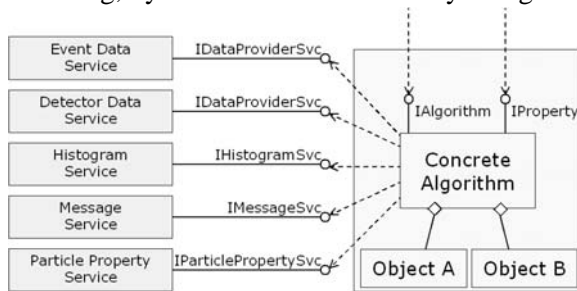 Event Data
Service
IDataProviderSvc
Detector Data
Service
IDataProviderSvc
Histogram
Service
IHistogramSvc
Message
Service
IMessageSvc
Particle Property
Service
IParticlePropertySvc
IAlgorithm
IProperty
Concrete
Algorithm
Object A
Object B